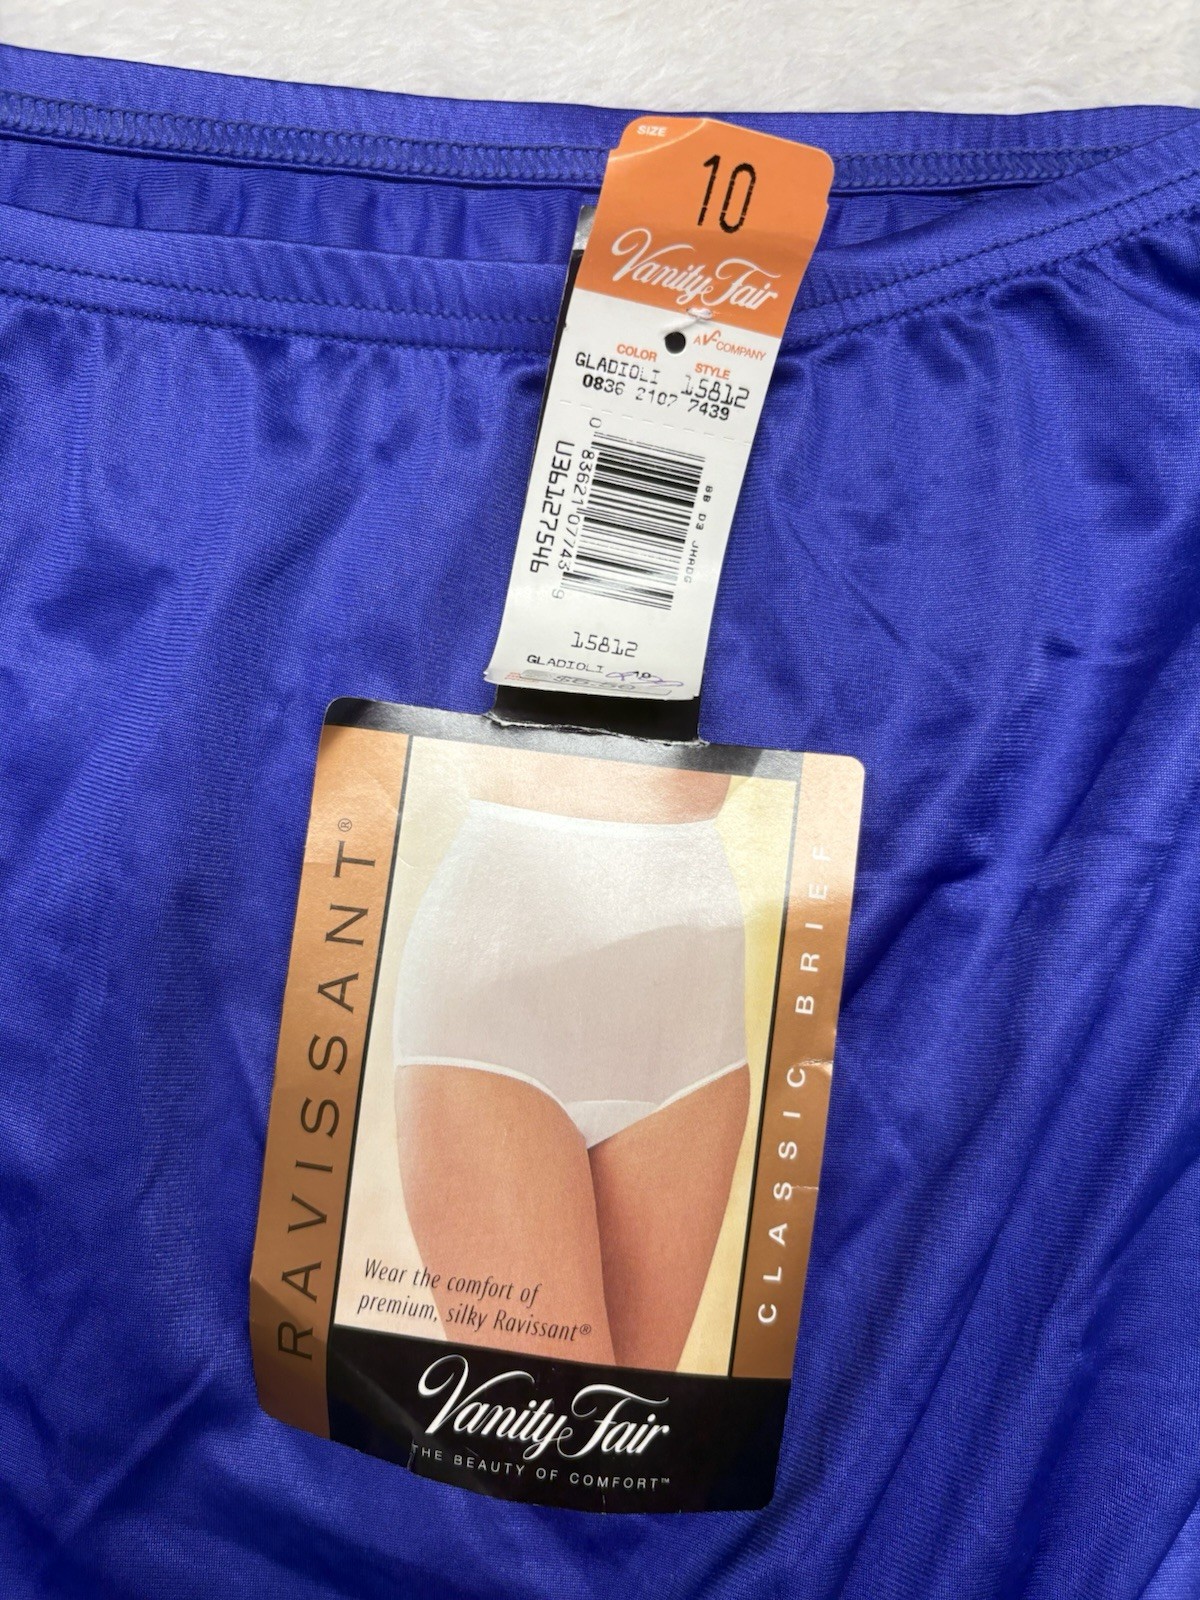 SIZE
10
Vanity Fair
A VF COMPANY
COLOR STYLE
GLADIOLI 15812
0836 2107 7439
0 83621 07743 9
U36127546
15812
GLADIOLI 10
RAVISSANT®
CLASSIC BRIEF
Wear the comfort of
premium, silky Ravissant®
Vanity Fair
THE BEAUTY OF COMFORT™